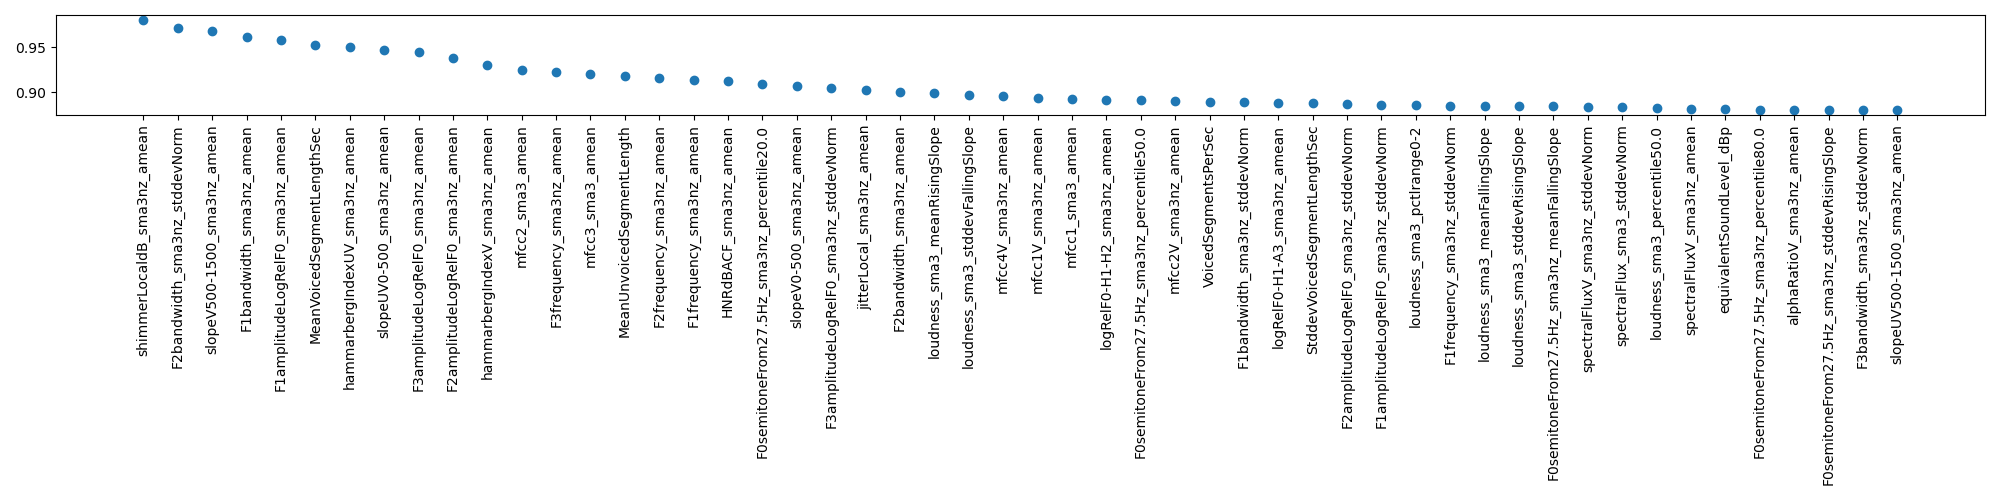 0.95
0.90
shimmerLocaldB_sma3nz_amean
F2bandwidth_sma3nz_stddevNorm
slopeV500-1500_sma3nz_amean
F1bandwidth_sma3nz_amean
F1amplitudeLogRelF0_sma3nz_amean
MeanVoicedSegmentLengthSec
hammarbergIndexUV_sma3nz_amean
slopeUV0-500_sma3nz_amean
F3amplitudeLogRelF0_sma3nz_amean
F2amplitudeLogRelF0_sma3nz_amean
hammarbergIndexV_sma3nz_amean
mfcc2_sma3_amean
F3frequency_sma3nz_amean
mfcc3_sma3_amean
MeanUnvoicedSegmentLength
F2frequency_sma3nz_amean
F1frequency_sma3nz_amean
HNRdBACF_sma3nz_amean
F0semitoneFrom27.5Hz_sma3nz_percentile20.0
slopeV0-500_sma3nz_amean
F3amplitudeLogRelF0_sma3nz_stddevNorm
jitterLocal_sma3nz_amean
F2bandwidth_sma3nz_amean
loudness_sma3_meanRisingSlope
loudness_sma3_stddevFallingSlope
mfcc4V_sma3nz_amean
mfcc1V_sma3nz_amean
mfcc1_sma3_amean
logRelF0-H1-H2_sma3nz_amean
F0semitoneFrom27.5Hz_sma3nz_percentile50.0
mfcc2V_sma3nz_amean
VoicedSegmentsPerSec
F1bandwidth_sma3nz_stddevNorm
logRelF0-H1-A3_sma3nz_amean
StddevVoicedSegmentLengthSec
F2amplitudeLogRelF0_sma3nz_stddevNorm
F1amplitudeLogRelF0_sma3nz_stddevNorm
loudness_sma3_pctlrange0-2
F1frequency_sma3nz_stddevNorm
loudness_sma3_meanFallingSlope
loudness_sma3_stddevRisingSlope
F0semitoneFrom27.5Hz_sma3nz_meanFallingSlope
spectralFluxV_sma3nz_stddevNorm
spectralFlux_sma3_stddevNorm
loudness_sma3_percentile50.0
spectralFluxV_sma3nz_amean
equivalentSoundLevel_dBp
F0semitoneFrom27.5Hz_sma3nz_percentile80.0
alphaRatioV_sma3nz_amean
F0semitoneFrom27.5Hz_sma3nz_stddevRisingSlope
F3bandwidth_sma3nz_stddevNorm
slopeUV500-1500_sma3nz_amean